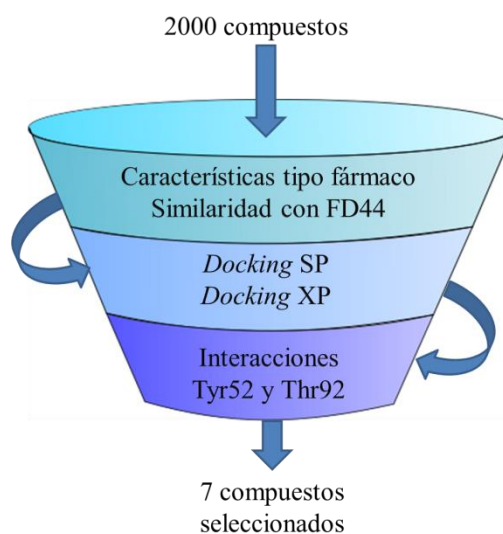 2000 compuestos
Características tipo fármaco
Similaridad con FD44
Docking SP
Docking XP
Interacciones
Tyr52 y Thr92
7 compuestos
seleccionados